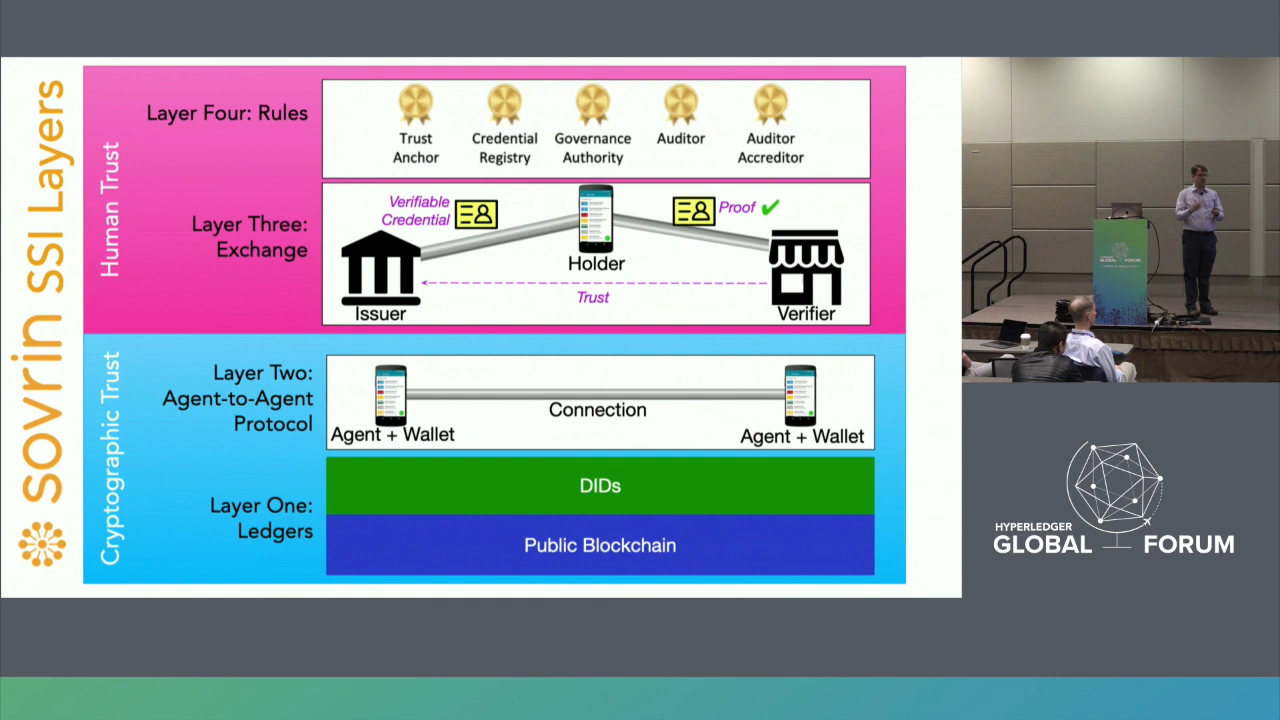 Sovrin SSI Layers
Human Trust
Layer Four: Rules
Trust
Anchor
Credential
Registry
Governance
Authority
Auditor
Auditor
Accreditor
Layer Three:
Exchange
Verifiable
Credential
Proof
Holder
Trust
Issuer
Verifier
Cryptographic Trust
Layer Two:
Agent-to-Agent
Protocol
Connection
Agent + Wallet
Agent + Wallet
Layer One:
Ledgers
DIDs
Public Blockchain
GLOBAL
FORUM
HYPERLEDGER
GLOBAL FORUM